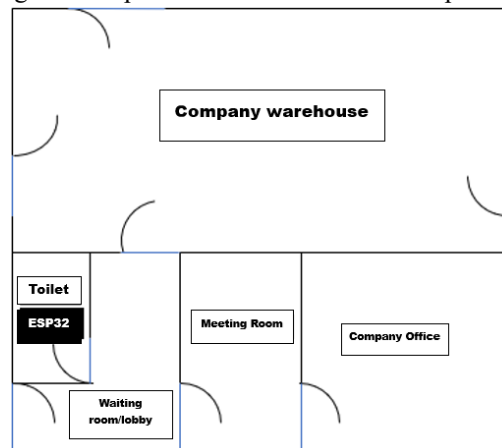 Company warehouse
Toilet
ESP32
Meeting Room
Company Office
Waiting
room/lobby